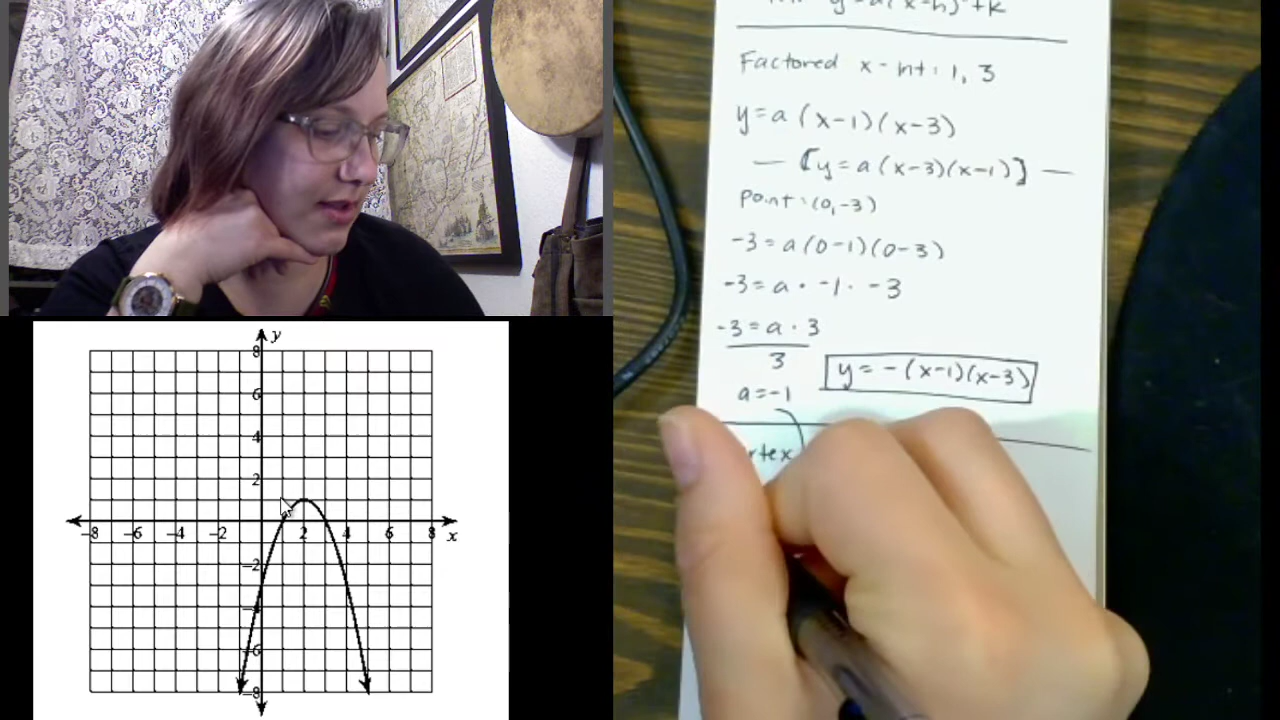 y=a(x-h)²+k
Factored x-int: 1, 3
y=a(x-1)(x-3)
— [y=a(x-3)(x-1)] —
Point:(0,-3)
-3=a(0-1)(0-3)
-3=a·-1·-3
-3=a·3
3
a=-1
y=-(x-1)(x-3)
rtex
y
8
6
4
2
-8 -6 -4 -2 2 4 6 8 x
-2
-4
-6
-8